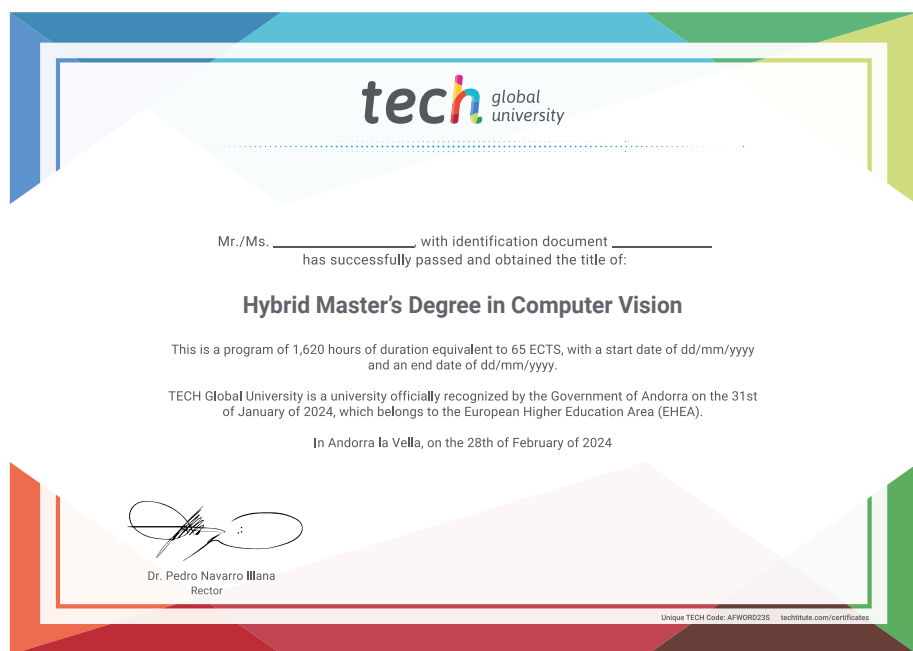 tech global
university
Mr./Ms. ____________, with identification document ____________
has successfully passed and obtained the title of:
Hybrid Master’s Degree in Computer Vision
This is a program of 1,620 hours of duration equivalent to 65 ECTS, with a start date of dd/mm/yyyy
and an end date of dd/mm/yyyy.
TECH Global University is a university officially recognized by the Government of Andorra on the 31st
of January of 2024, which belongs to the European Higher Education Area (EHEA).
In Andorra la Vella, on the 28th of February of 2024
Dr. Pedro Navarro Illana
Rector
Unique TECH Code: AFWORD23S techtitute.com/certificates